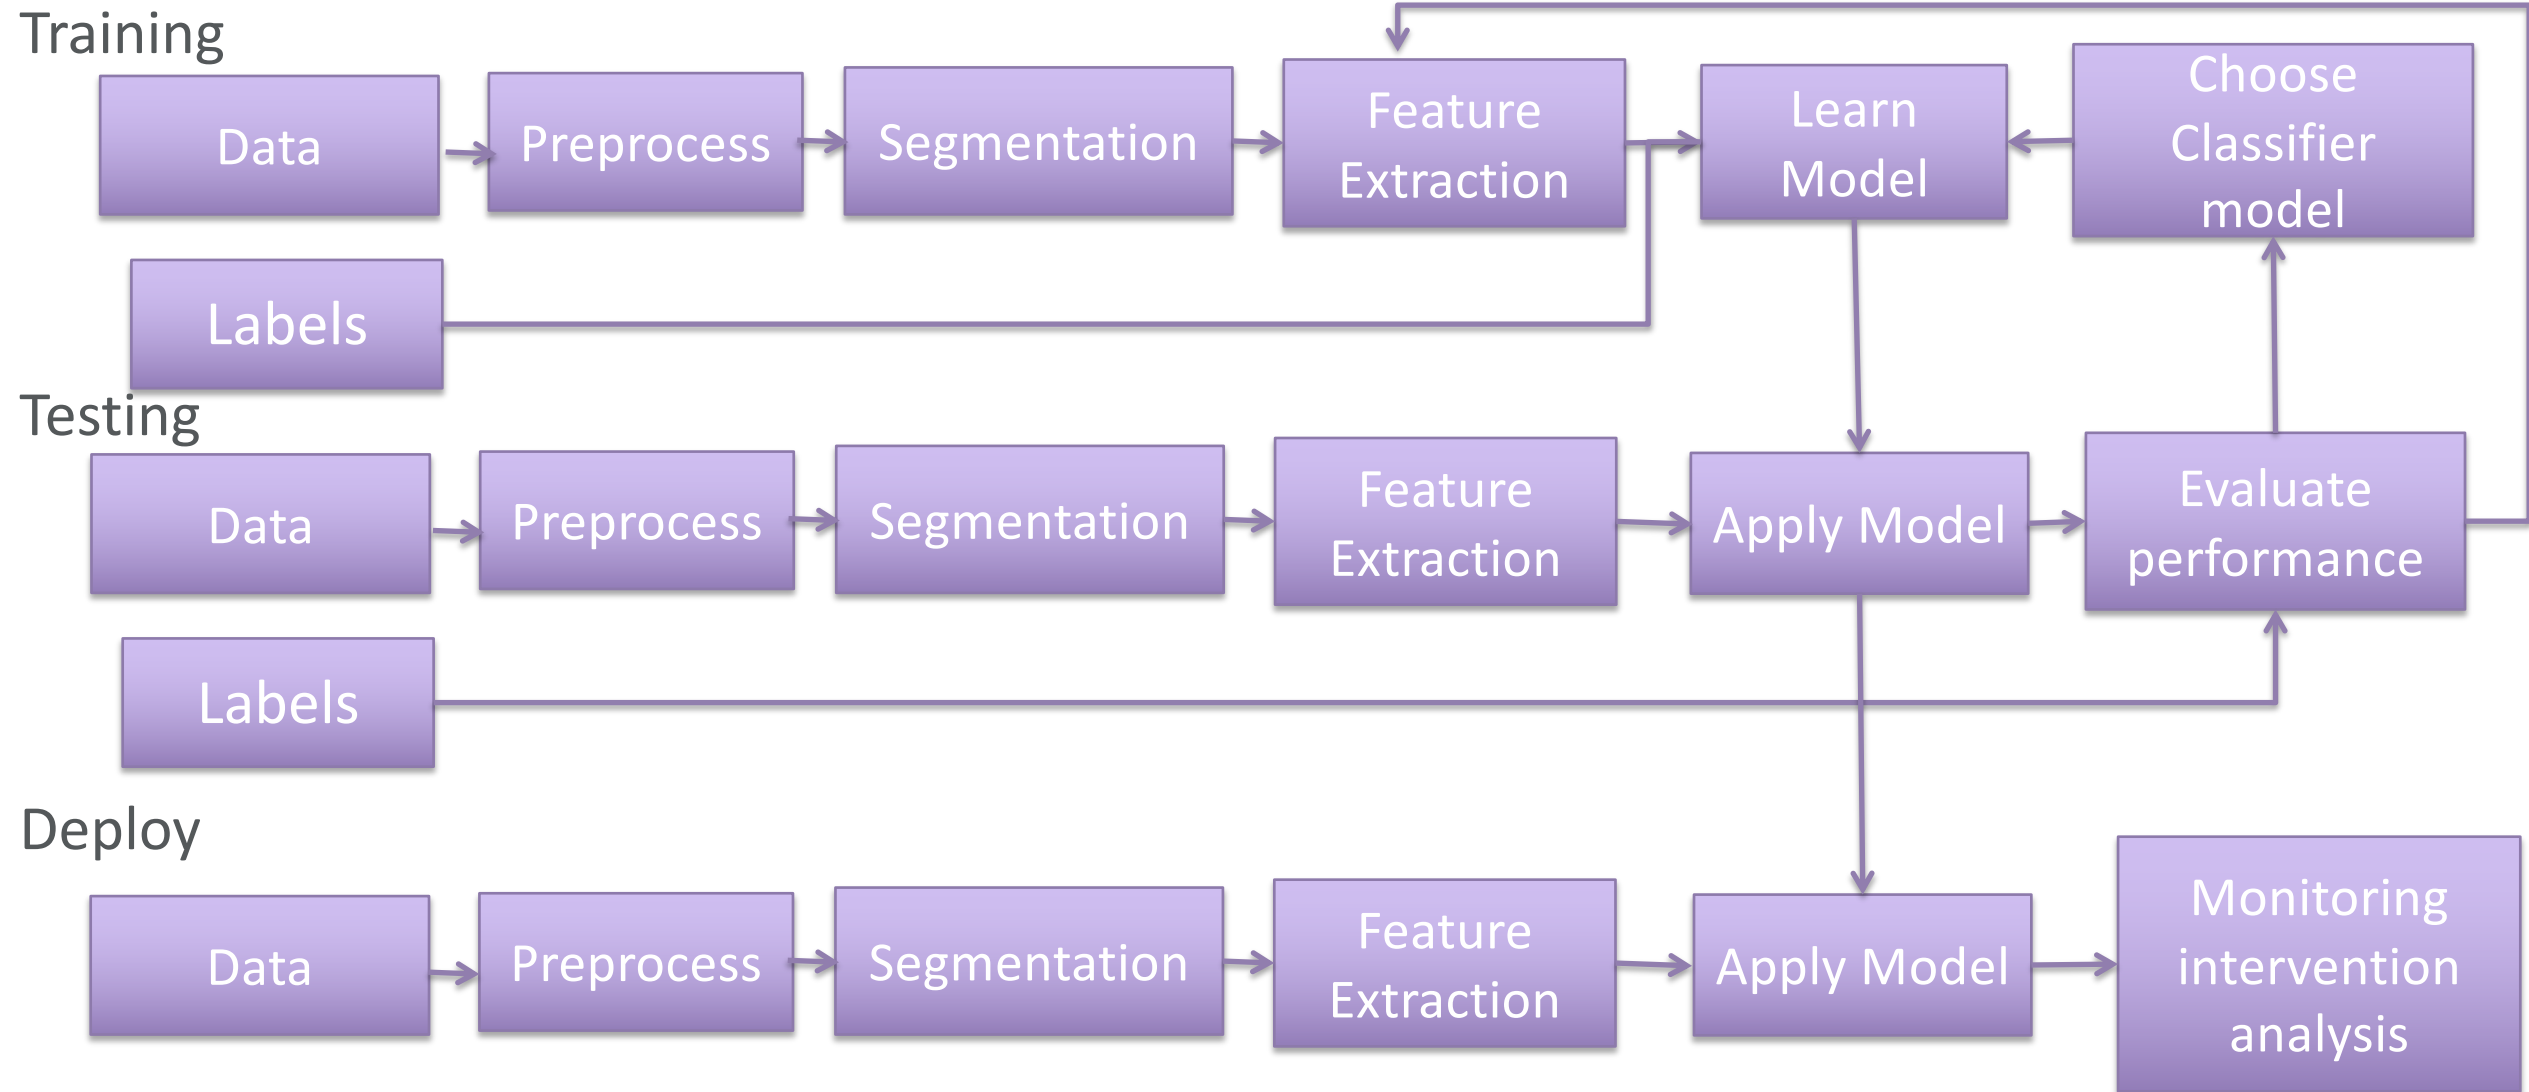 Training
Data
Preprocess
Segmentation
Feature
Extraction
Learn
Model
Choose
Classifier
model
Labels
Testing
Data
Preprocess
Segmentation
Feature
Extraction
Apply Model
Evaluate
performance
Labels
Deploy
Data
Preprocess
Segmentation
Feature
Extraction
Apply Model
Monitoring
intervention
analysis